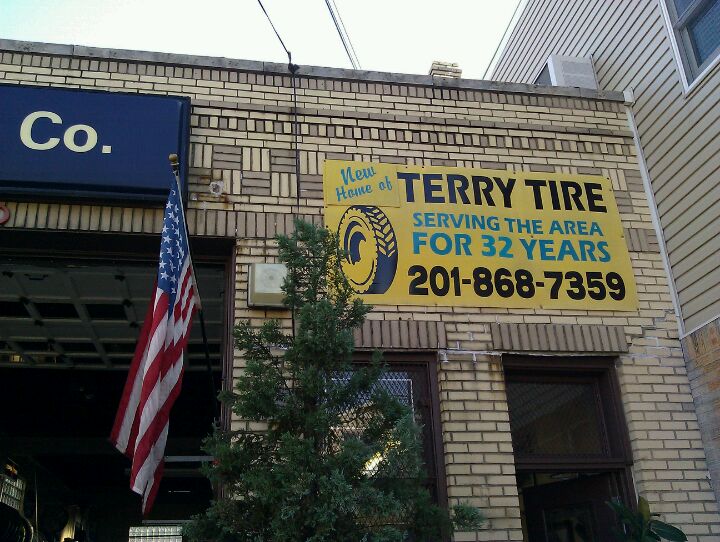 Co.
New
Home of
TERRY TIRE
SERVING THE AREA
FOR 32 YEARS
201-868-7359